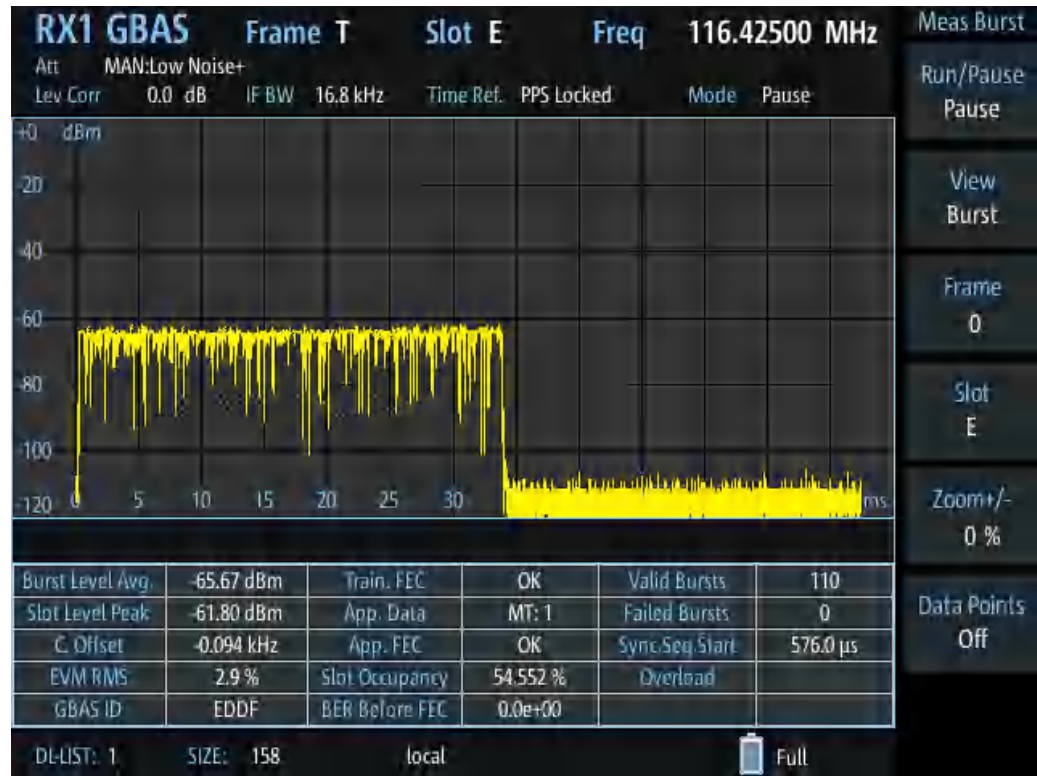 RX1 GBAS Frame T Slot E Freq 116.42500 MHz
Att MAN:Low Noise+
Lev Corr 0.0 dB IF BW 16.8 kHz Time Ref. PPS Locked Mode Pause
Meas Burst
Run/Pause
Pause
View
Burst
Frame
0
Slot
E
Zoom+/-
0 %
Data Points
Off
+0 dBm
-20
-40
-60
-80
-100
-120 0 5 10 15 20 25 30 ms
Burst Level Avg. -65.67 dBm Train. FEC OK Valid Bursts 110
Slot Level Peak -61.80 dBm App. Data MT: 1 Failed Bursts 0
C. Offset -0.094 kHz App. FEC OK Sync.Seq.Start 576.0 µs
EVM RMS 2.9 % Slot Occupancy 54.552 % Overload
GBAS ID EDDF BER Before FEC 0.0e+00
DL-LIST: 1 SIZE: 158 local Full